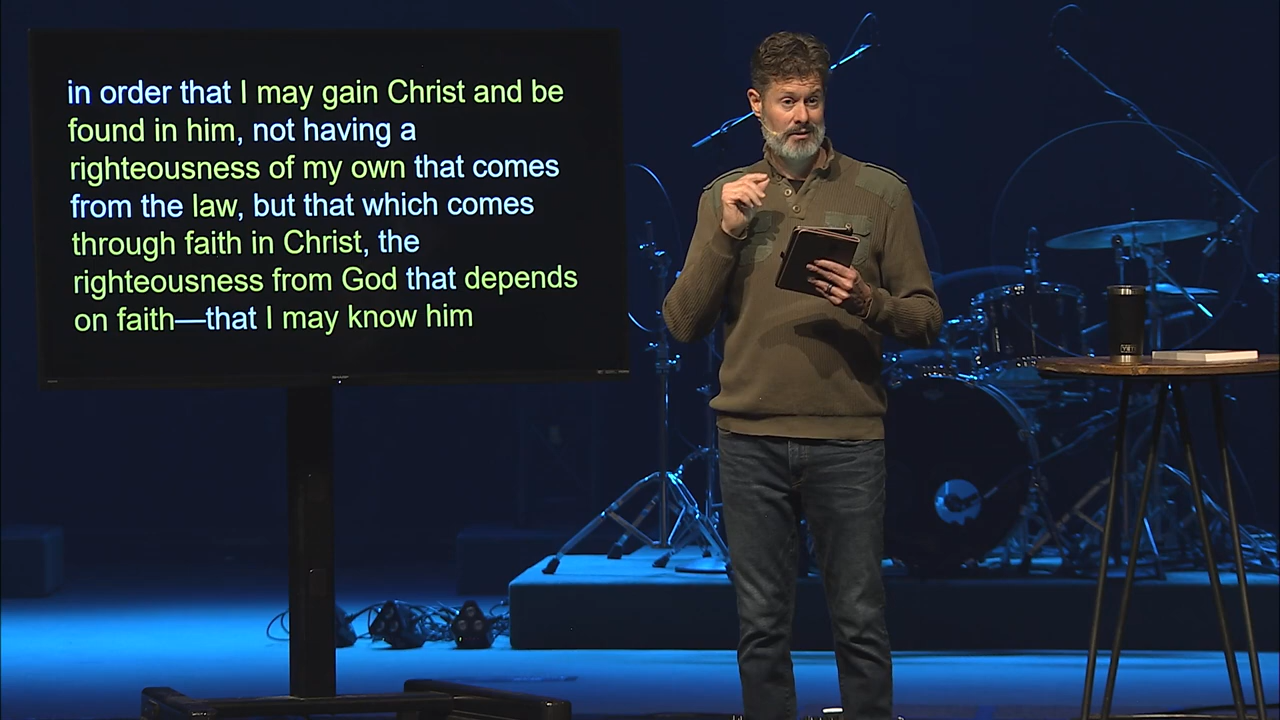 in order that I may gain Christ and be
found in him, not having a
righteousness of my own that comes
from the law, but that which comes
through faith in Christ, the
righteousness from God that depends
on faith—that I may know him
YETI